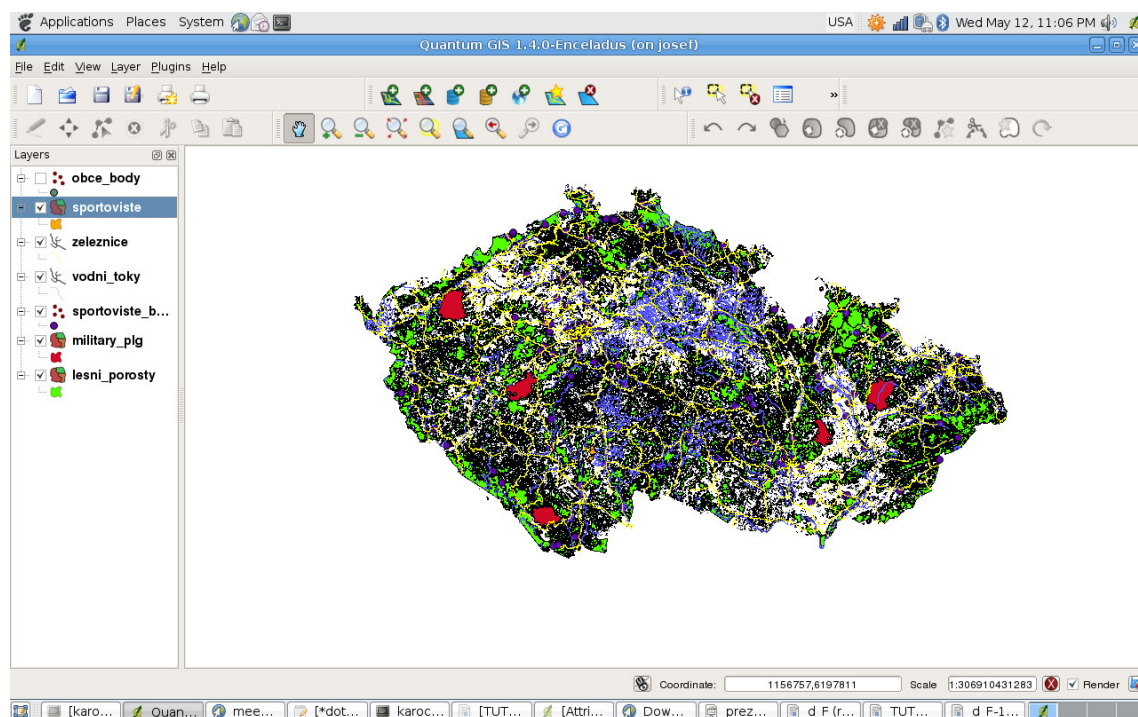 Applications Places System USA Wed May 12, 11:06 PM
Quantum GIS 1.4.0-Enceladus (on josef)
File Edit View Layer Plugins Help
»
Layers
obce_body
sportoviste
zeleznice
vodni_toky
sportoviste_b...
military_plg
lesni_porosty
Coordinate: 1156757,6197811 Scale 1:306910431283 Render
[karo... Quan... mee... [*dot... karoc... [TUT... [Attri... Dow... prez... d F (r... TUT... d F-1...